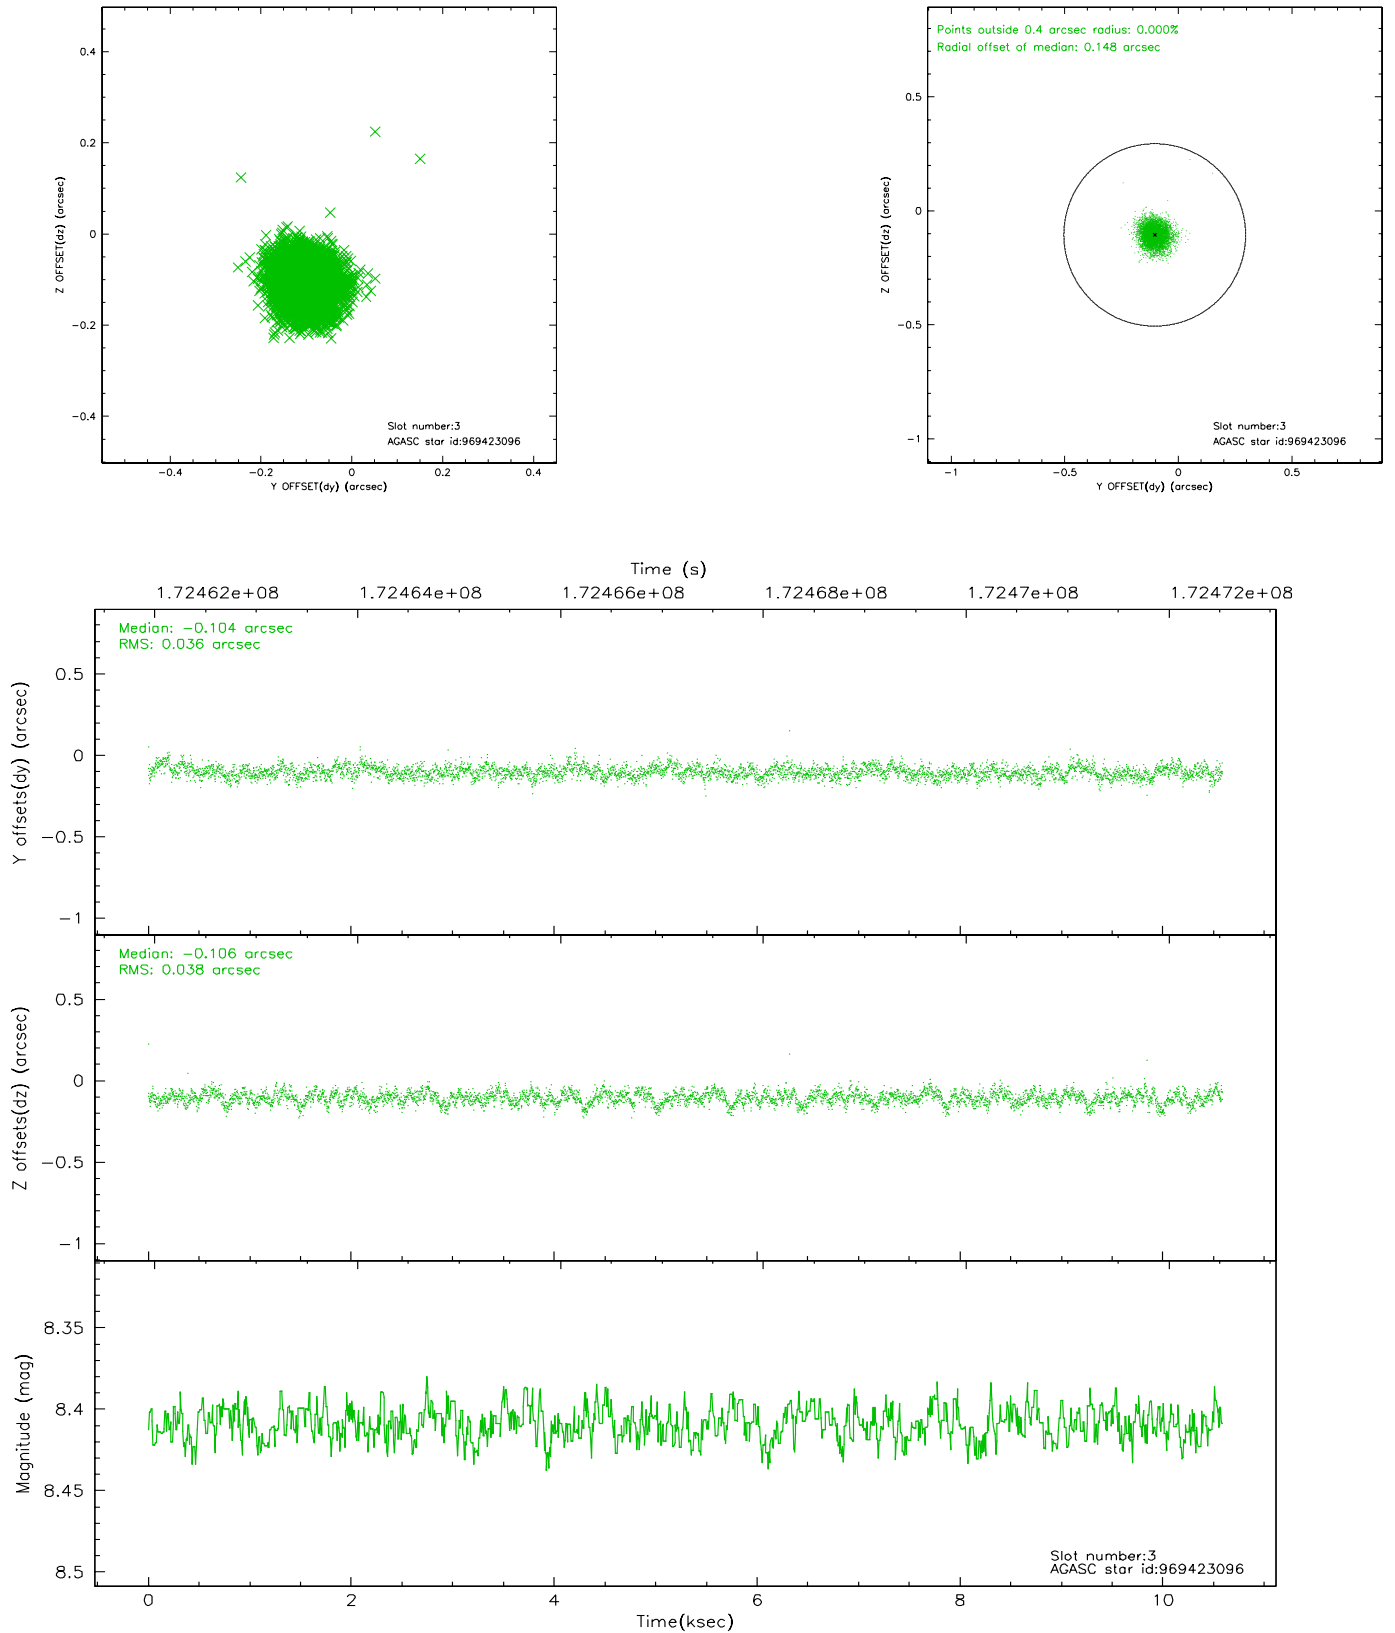 0.4
0.2
0
−0.2
−0.4
Z OFFSET(dz) (arcsec)
−0.4 −0.2 0 0.2 0.4
Y OFFSET(dy) (arcsec)
Slot number:3
AGASC star id:969423096
Points outside 0.4 arcsec radius: 0.000%
Radial offset of median: 0.148 arcsec
0.5
0
−0.5
−1
Z OFFSET(dz) (arcsec)
−1 −0.5 0 0.5
Y OFFSET(dy) (arcsec)
Slot number:3
AGASC star id:969423096
Time (s)
1.72462e+08 1.72464e+08 1.72466e+08 1.72468e+08 1.7247e+08 1.72472e+08
Median: −0.104 arcsec
RMS: 0.036 arcsec
0.5
0
−0.5
−1
Y offsets(dy) (arcsec)
Median: −0.106 arcsec
RMS: 0.038 arcsec
0.5
0
−0.5
−1
Z offsets(dz) (arcsec)
8.35
8.4
8.45
8.5
Magnitude (mag)
Slot number:3
AGASC star id:969423096
0 2 4 6 8 10
Time(ksec)